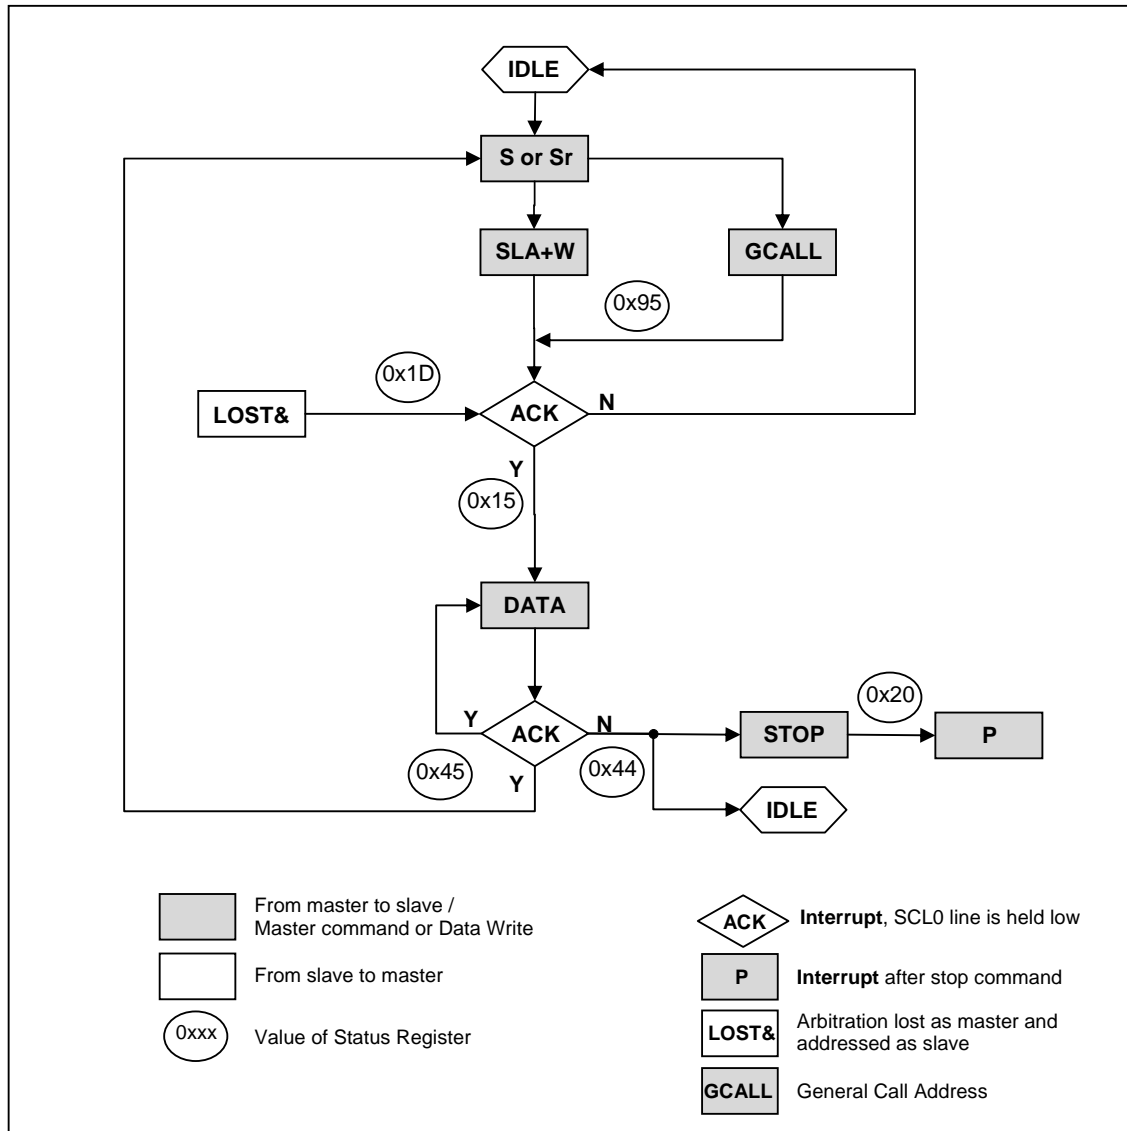 IDLE
S or Sr
SLA+W
GCALL
0x95
0x1D
LOST&
ACK
N
Y
0x15
DATA
Y
ACK
N
0x20
STOP
P
0x45
Y
0x44
IDLE
From master to slave /
Master command or Data Write
From slave to master
0xxx
Value of Status Register
ACK
Interrupt, SCL0 line is held low
P
Interrupt after stop command
LOST&
Arbitration lost as master and
addressed as slave
GCALL
General Call Address